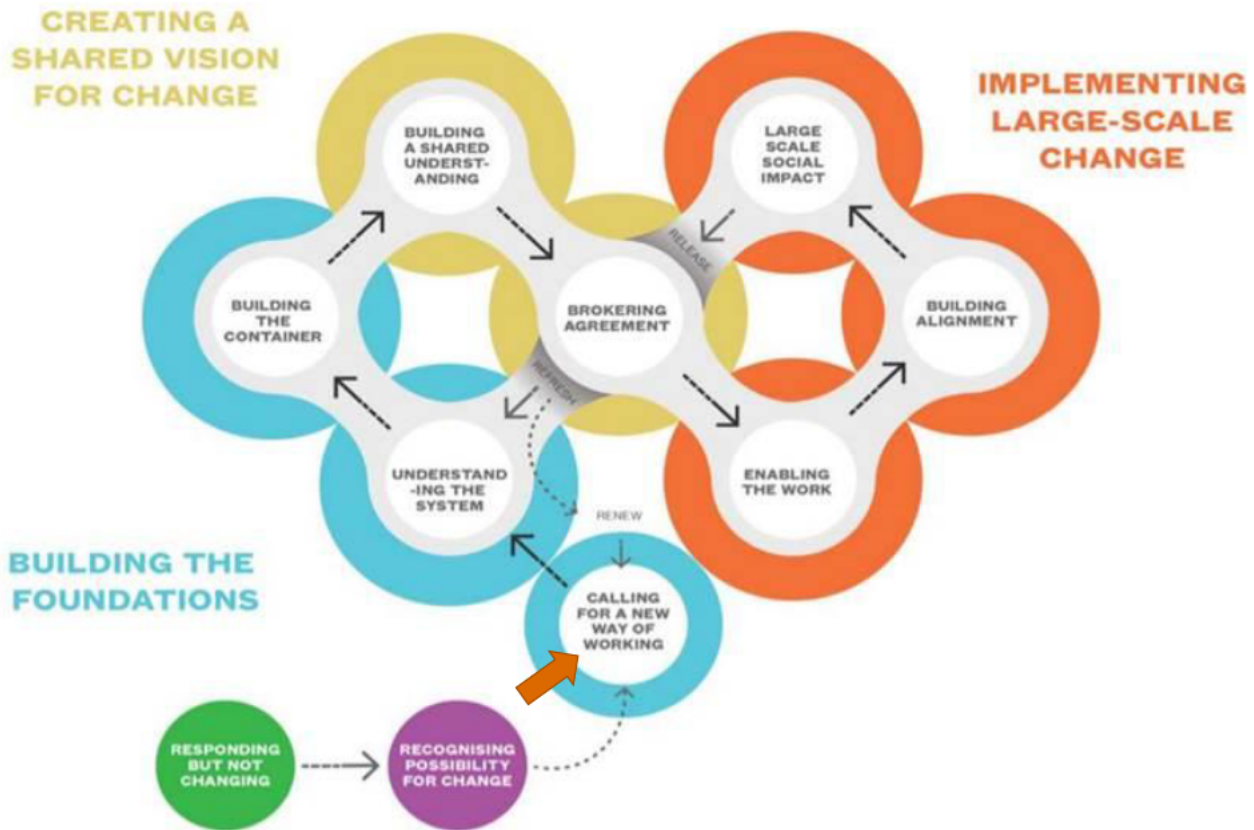 CREATING A
SHARED VISION
FOR CHANGE
IMPLEMENTING
LARGE-SCALE
CHANGE
BUILDING
A SHARED
UNDERST-
ANDING
LARGE
SCALE
SOCIAL
IMPACT
RELEASE
BUILDING
THE
CONTAINER
BROKERING
AGREEMENT
BUILDING
ALIGNMENT
REFRESH
UNDERSTAND
-ING THE
SYSTEM
ENABLING
THE WORK
RENEW
BUILDING THE
FOUNDATIONS
CALLING
FOR A NEW
WAY OF
WORKING
RESPONDING
BUT NOT
CHANGING
RECOGNISING
POSSIBILITY
FOR CHANGE